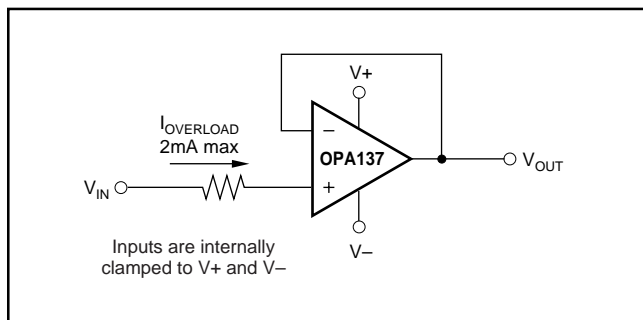 V+
I_OVERLOAD
2mA max
–
OPA137
V_OUT
V_IN
+
Inputs are internally
clamped to V+ and V–
V–